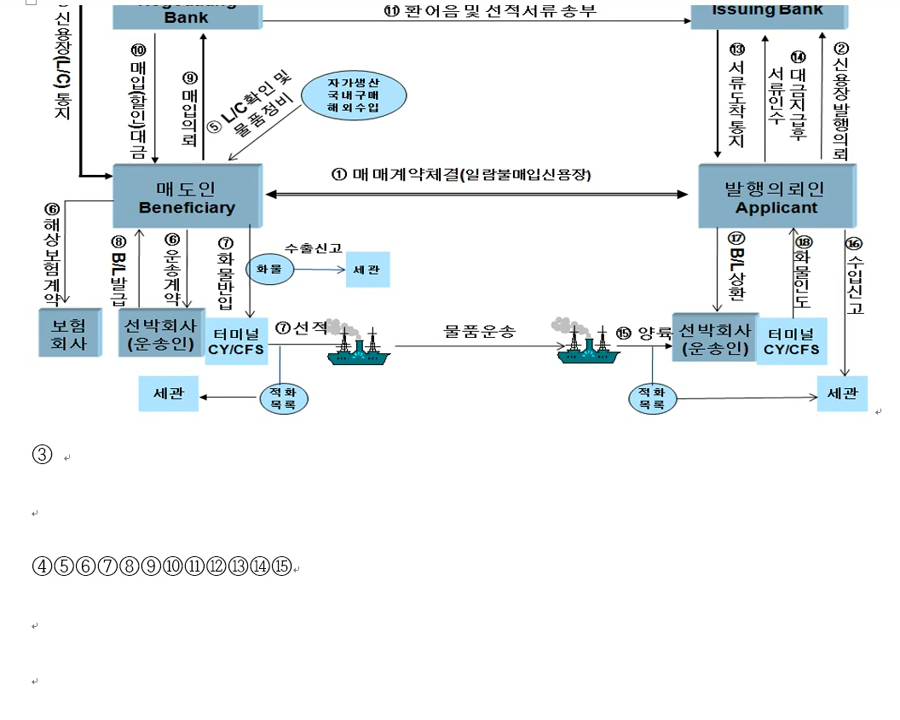 ⑪ 환어음 및 선적서류 송부
Bank
Issuing Bank
신용장(L/C) 통지
⑩ 매입(할인)대금
⑨ 매입의뢰
⑤ L/C확인 및
물품정비
자가생산
국내구매
해외수입
⑬ 서류도착통지
⑭ 대금지급후
서류인수
② 신용장발행의뢰
① 매매계약체결(일람불매입신용장)
매도인
Beneficiary
발행의뢰인
Applicant
⑥ 해상보험계약
⑧ B/L발급
⑥ 운송계약
⑦ 화물반입
수출신고
화물
세관
⑰ B/L상환
⑱ 화물인도
⑯ 수입신고
보험
회사
선박회사
(운송인)
터미널
CY/CFS
⑦ 선적
물품운송
⑮ 양륙
선박회사
(운송인)
터미널
CY/CFS
세관
적화
목록
적화
목록
세관
③
④⑤⑥⑦⑧⑨⑩⑪⑫⑬⑭⑮